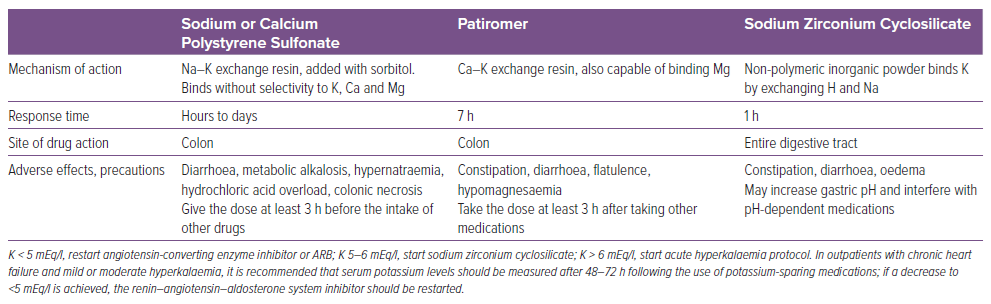 Sodium or Calcium Polystyrene Sulfonate	Patiromer	Sodium Zirconium Cyclosilicate
Mechanism of action	Na–K exchange resin, added with sorbitol. Binds without selectivity to K, Ca and Mg	Ca–K exchange resin, also capable of binding Mg	Non-polymeric inorganic powder binds K by exchanging H and Na
Response time	Hours to days	7 h	1 h
Site of drug action	Colon	Colon	Entire digestive tract
Adverse effects, precautions	Diarrhoea, metabolic alkalosis, hypernatraemia, hydrochloric acid overload, colonic necrosis Give the dose at least 3 h before the intake of other drugs	Constipation, diarrhoea, flatulence, hypomagnesaemia Take the dose at least 3 h after taking other medications	Constipation, diarrhoea, oedema May increase gastric pH and interfere with pH-dependent medications
K < 5 mEq/l, restart angiotensin-converting enzyme inhibitor or ARB; K 5–6 mEq/l, start sodium zirconium cyclosilicate; K > 6 mEq/l, start acute hyperkalaemia protocol. In outpatients with chronic heart
failure and mild or moderate hyperkalaemia, it is recommended that serum potassium levels should be measured after 48–72 h following the use of potassium-sparing medications; if a decrease to
<5 mEq/l is achieved, the renin–angiotensin–aldosterone system inhibitor should be restarted.